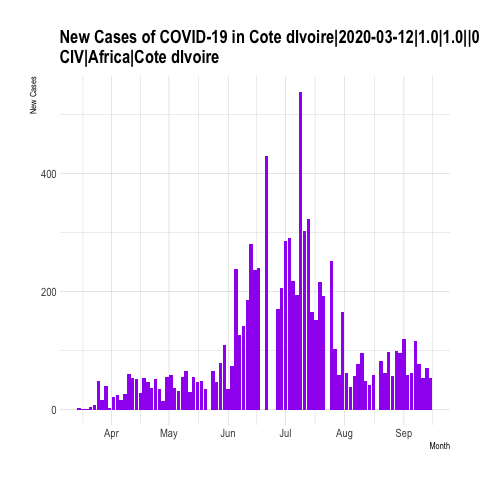 New Cases of COVID-19 in Cote dIvoire|2020-03-12|1.0|1.0||0
CIV|Africa|Cote dIvoire
New Cases
400
200
0
Apr May Jun Jul Aug Sep
Month